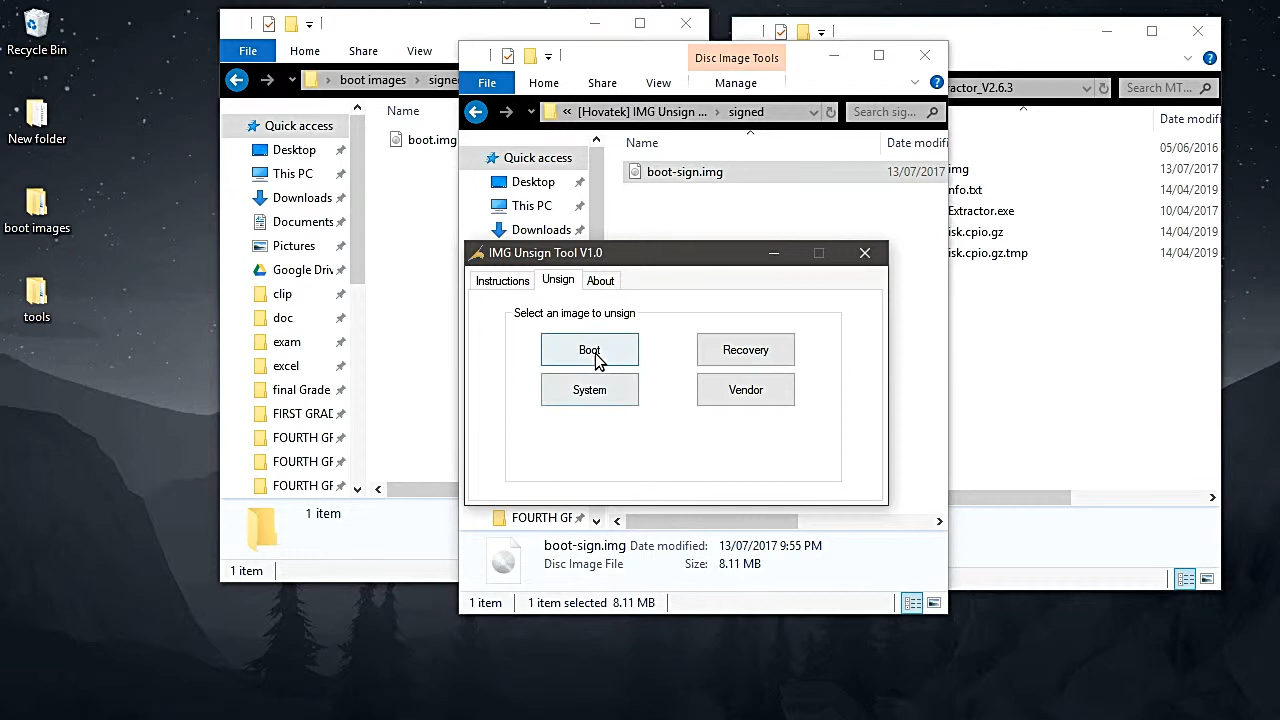 Recycle Bin
New folder
boot images
tools
File
Home
Share
View
boot images
signed
Quick access
Desktop
This PC
Downloads
Documents
Pictures
Google Driv
clip
doc
exam
excel
final Grade
FIRST GRAD
FOURTH GF
FOURTH GF
FOURTH GF
Name
boot.img
1 item
1 item
Disc Image Tools
File
Home
Share
View
Manage
« [Hovatek] IMG Unsign ...
signed
Search sig...
Quick access
Desktop
This PC
Downloads
FOURTH GF
Name
Date modifi
boot-sign.img
13/07/2017
IMG Unsign Tool V1.0
Instructions
Unsign
About
Select an image to unsign
Boot
Recovery
System
Vendor
boot-sign.img
Date modified:
13/07/2017 9:55 PM
Disc Image File
Size:
8.11 MB
1 item
1 item selected 8.11 MB
ractor_V2.6.3
Search MT...
Date modifi
05/06/2016
img
13/07/2017
nfo.txt
14/04/2019
Extractor.exe
10/04/2017
isk.cpio.gz
14/04/2019
isk.cpio.gz.tmp
14/04/2019